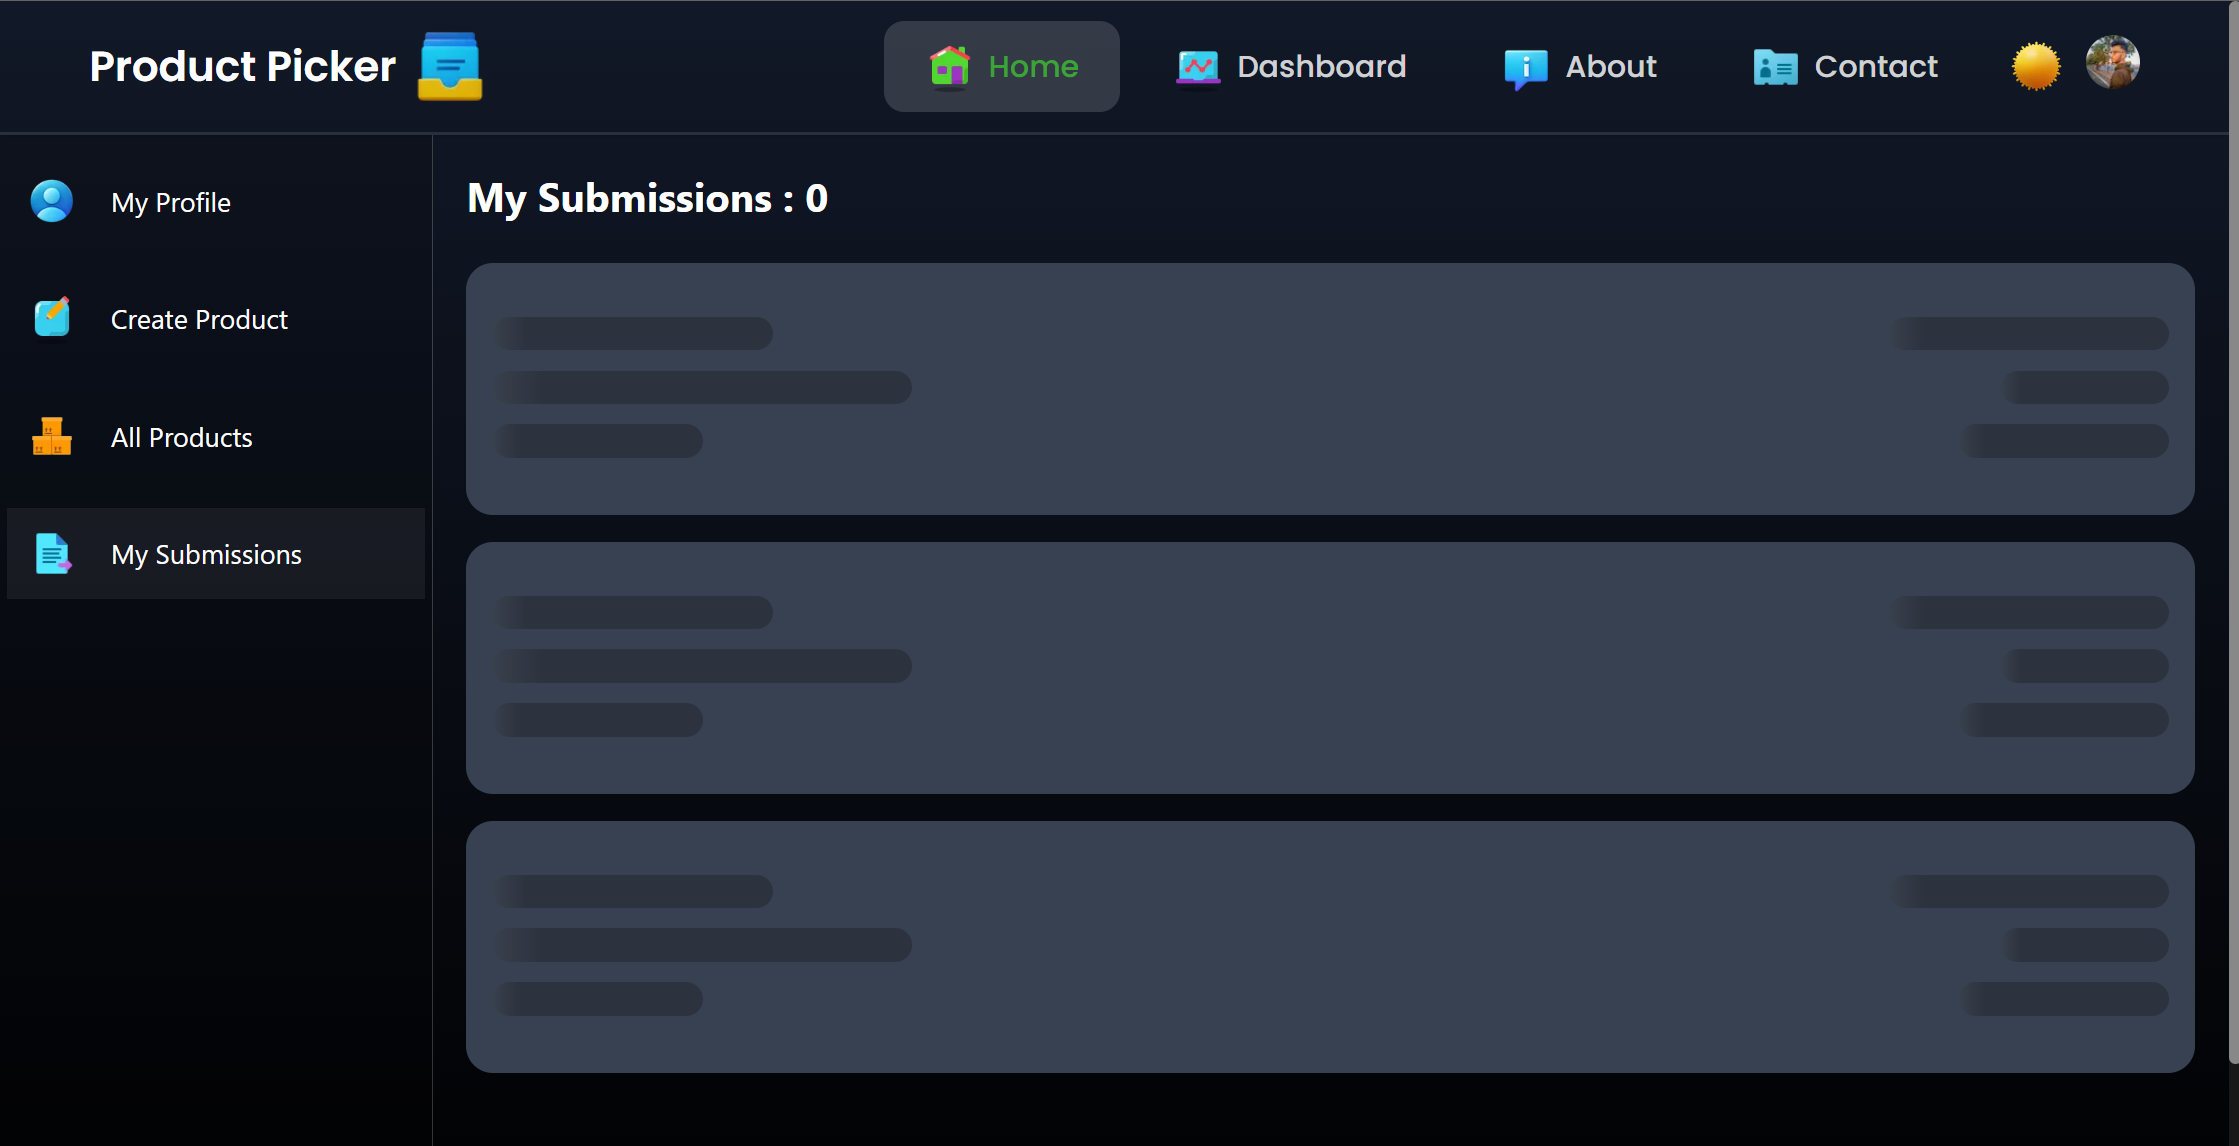 Product Picker
Home
Dashboard
About
Contact
My Profile
Create Product
All Products
My Submissions
My Submissions : 0